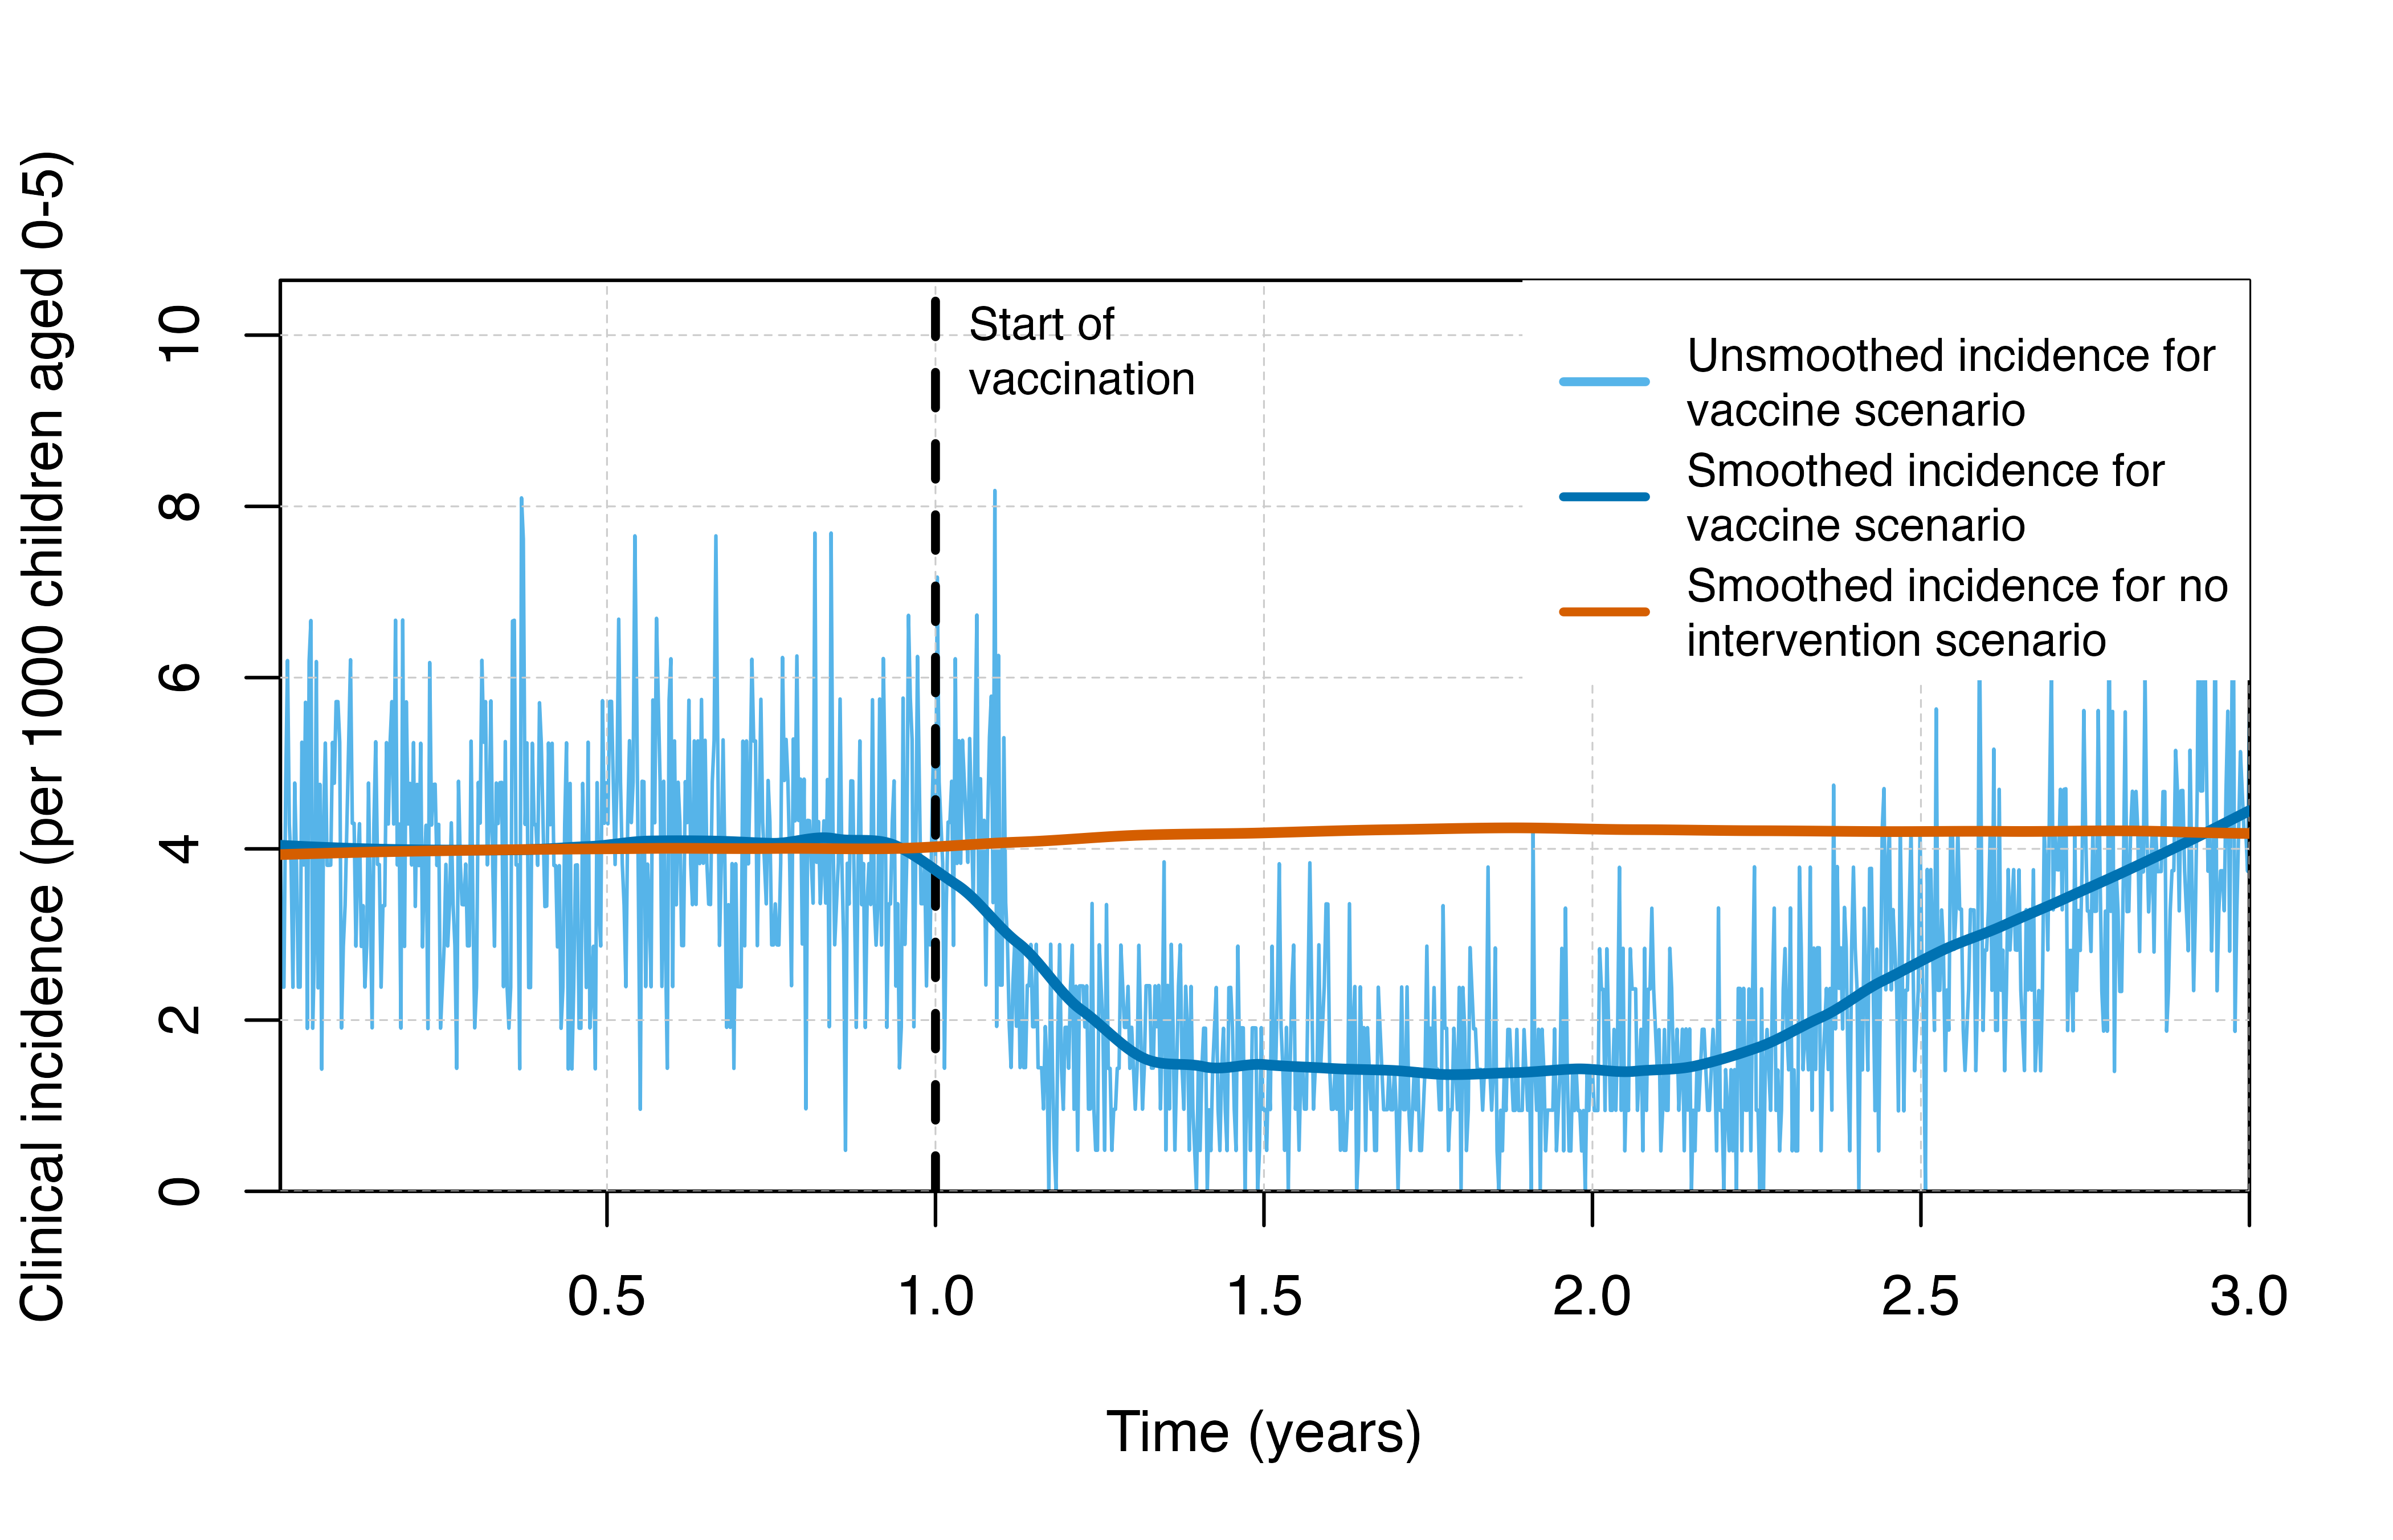 Clinical incidence (per 1000 children aged 0-5)
10
8
6
4
2
0
Start of
vaccination
Unsmoothed incidence for
vaccine scenario
Smoothed incidence for
vaccine scenario
Smoothed incidence for no
intervention scenario
0.5 1.0 1.5 2.0 2.5 3.0
Time (years)